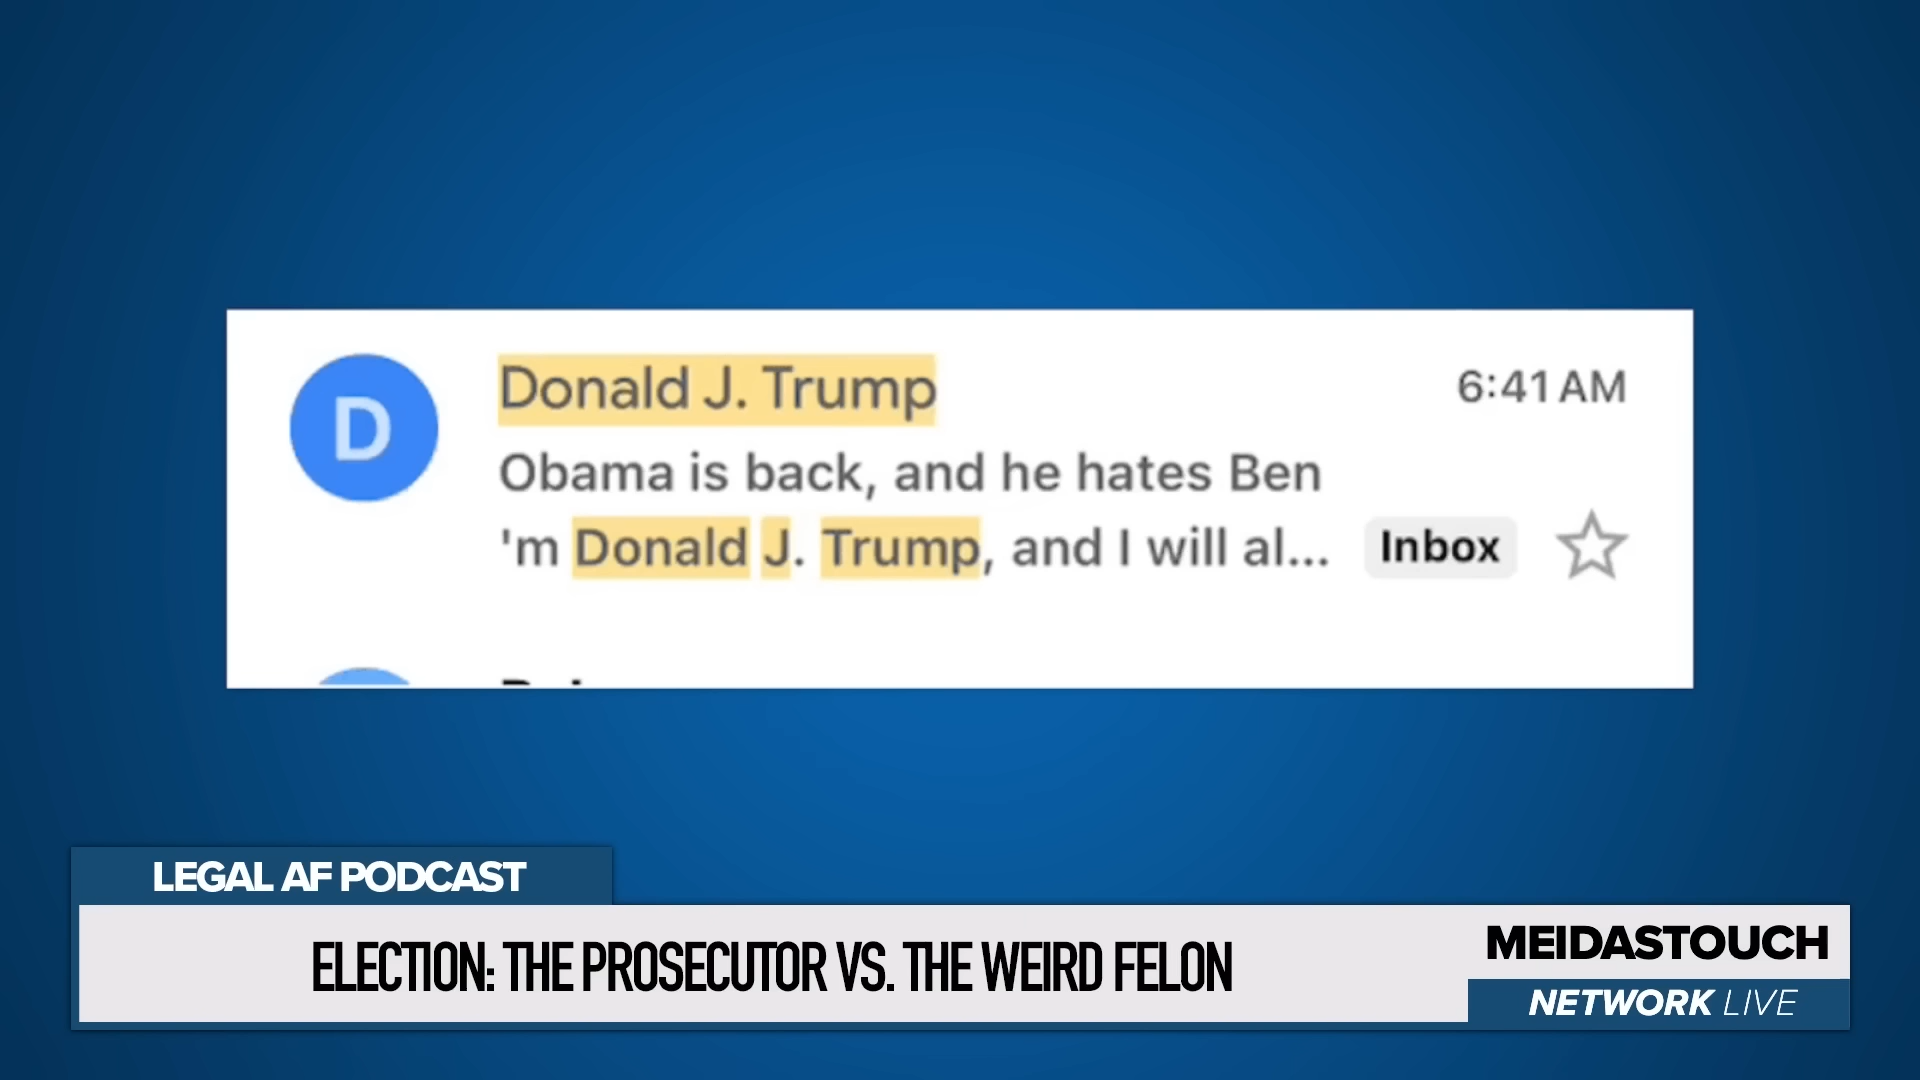 D
Donald J. Trump
6:41 AM
Obama is back, and he hates Ben
'm Donald J. Trump, and I will al...
Inbox
LEGAL AF PODCAST
ELECTION: THE PROSECUTOR VS. THE WEIRD FELON
MEIDASTOUCH
NETWORK LIVE